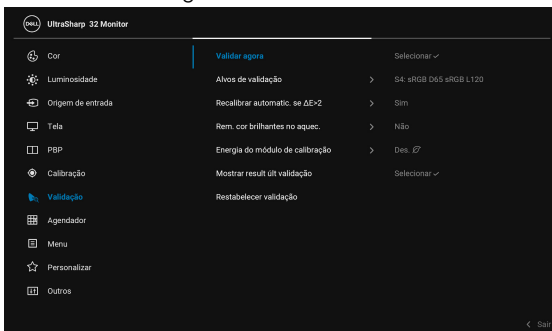 DELL UltraSharp 32 Monitor
Cor Validar agora Selecionar ✓
Luminosidade Alvos de validação > S4: sRGB D65 sRGB L120
Origem de entrada Recalibrar automatic. se ΔE>2 > Sim
Tela Rem. cor brilhantes no aquec. > Não
PBP Energia do módulo de calibração > Des.
Calibração Mostrar result últ validação Selecionar ✓
Validação Restabelecer validação
Agendador
Menu
Personalizar
Outros
< Sair